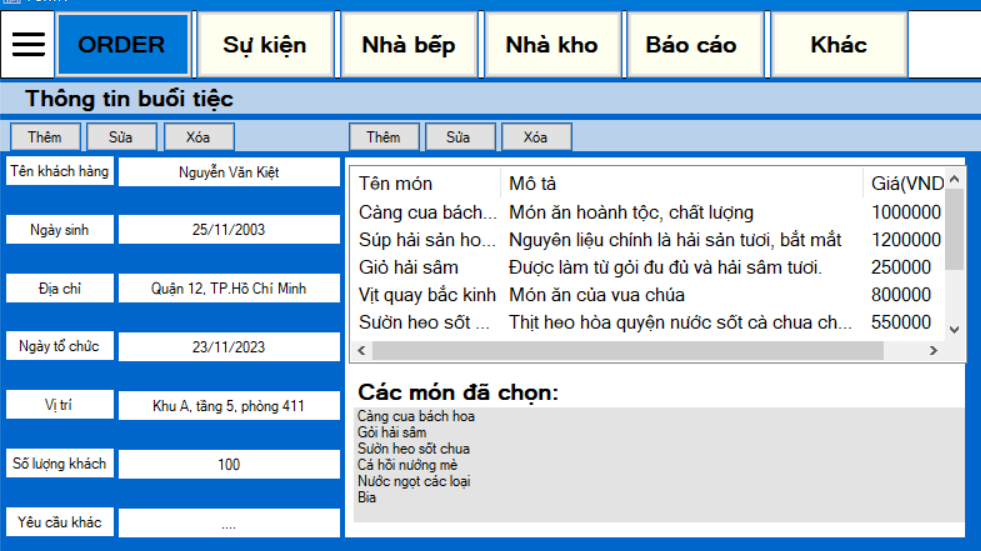 ORDER Sự kiện Nhà bếp Nhà kho Báo cáo Khác
Thông tin buổi tiệc
Thêm Sửa Xóa
Thêm Sửa Xóa
Tên khách hàng Nguyễn Văn Kiệt
Ngày sinh 25/11/2003
Địa chỉ Quận 12, TP.Hồ Chí Minh
Ngày tổ chức 23/11/2023
Vị trí Khu A, tầng 5, phòng 411
Số lượng khách 100
Yêu cầu khác ....
Tên món Mô tả Giá(VND
Càng cua bách... Món ăn hoành tộc, chất lượng 1000000
Súp hải sản ho... Nguyên liệu chính là hải sản tươi, bắt mắt 1200000
Giỏ hải sâm Được làm từ gỏi đu đủ và hải sâm tươi. 250000
Vịt quay bắc kinh Món ăn của vua chúa 800000
Sườn heo sốt ... Thịt heo hòa quyện nước sốt cà chua ch... 550000
Các món đã chọn:
Càng cua bách hoa
Gỏi hải sâm
Sườn heo sốt chua
Cá hồi nướng mè
Nước ngọt các loại
Bia